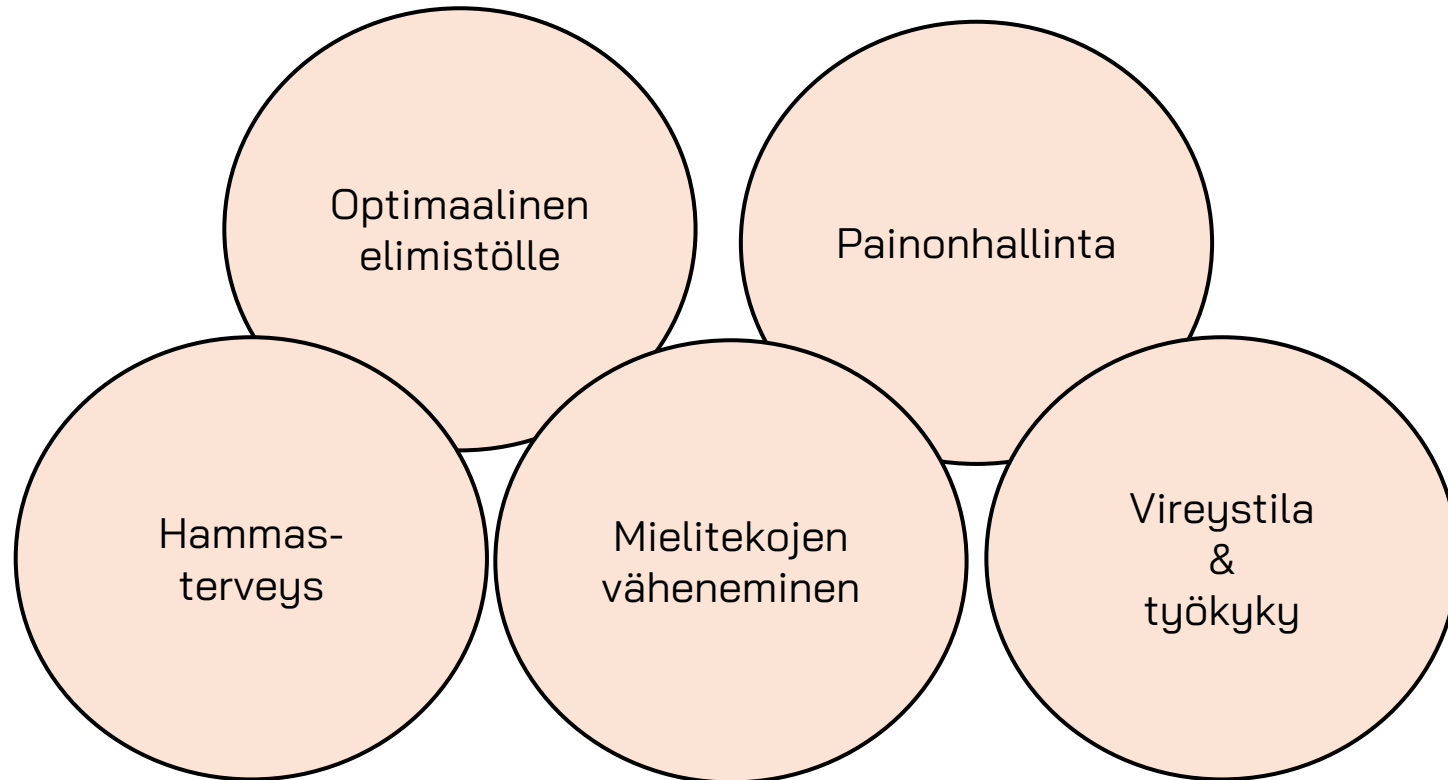 Optimaalinen
elimistölle
Painonhallinta
Hammas-
terveys
Mielitekojen
väheneminen
Vireystila
&
työkyky